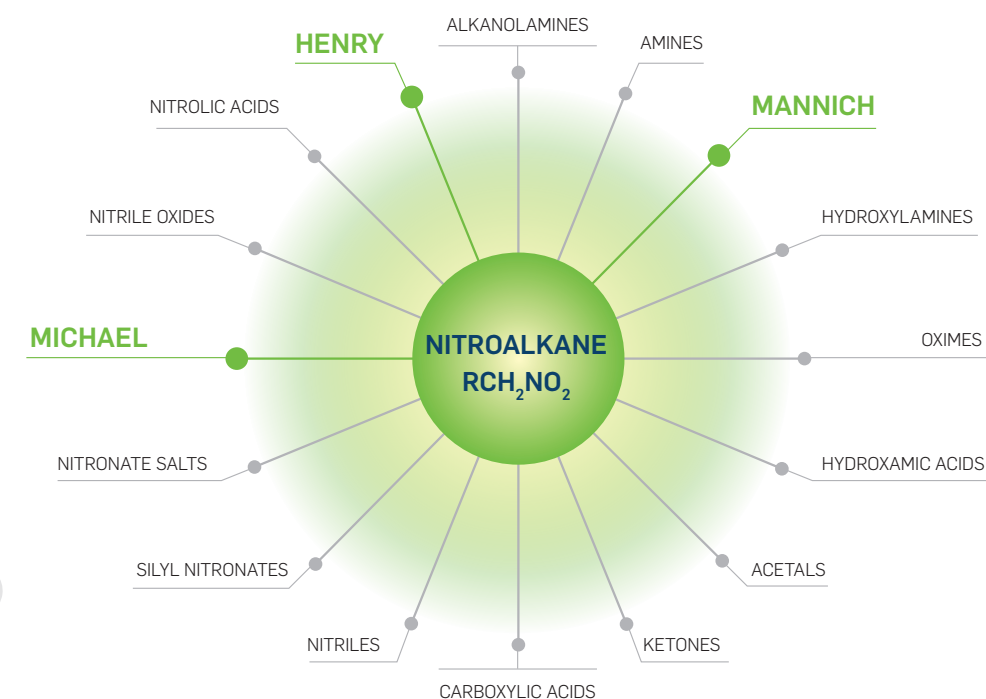 ALKANOLAMINES
HENRY
AMINES
MANNICH
NITROLIC ACIDS
NITRILE OXIDES
HYDROXYLAMINES
MICHAEL
NITROALKANE
RCH₂NO₂
OXIMES
NITRONATE SALTS
HYDROXAMIC ACIDS
SILYL NITRONATES
ACETALS
NITRILES
KETONES
CARBOXYLIC ACIDS